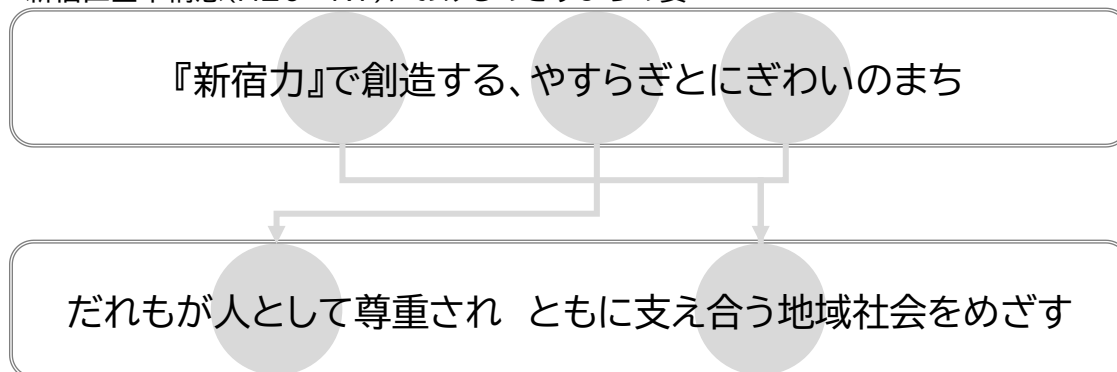 『新宿力』で創造する、やすらぎとにぎわいのまち
だれもが人として尊重され ともに支え合う地域社会をめざす